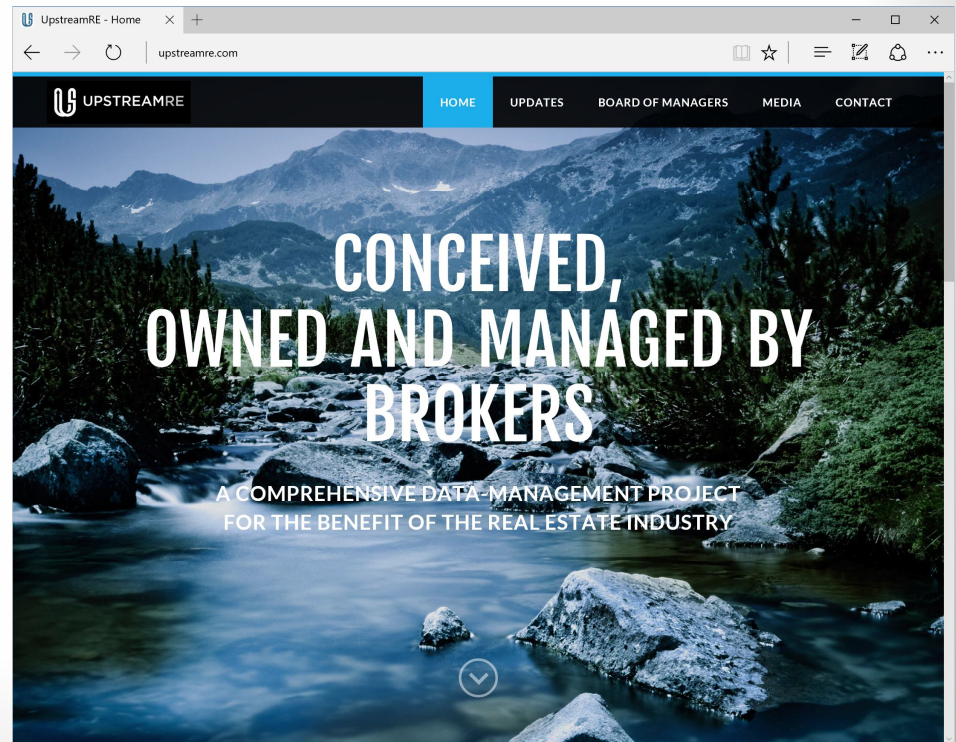 UpstreamRE - Home
upstreamre.com
UPSTREAMRE
HOME UPDATES BOARD OF MANAGERS MEDIA CONTACT
CONCEIVED,
OWNED AND MANAGED BY
BROKERS
A COMPREHENSIVE DATA-MANAGEMENT PROJECT
FOR THE BENEFIT OF THE REAL ESTATE INDUSTRY